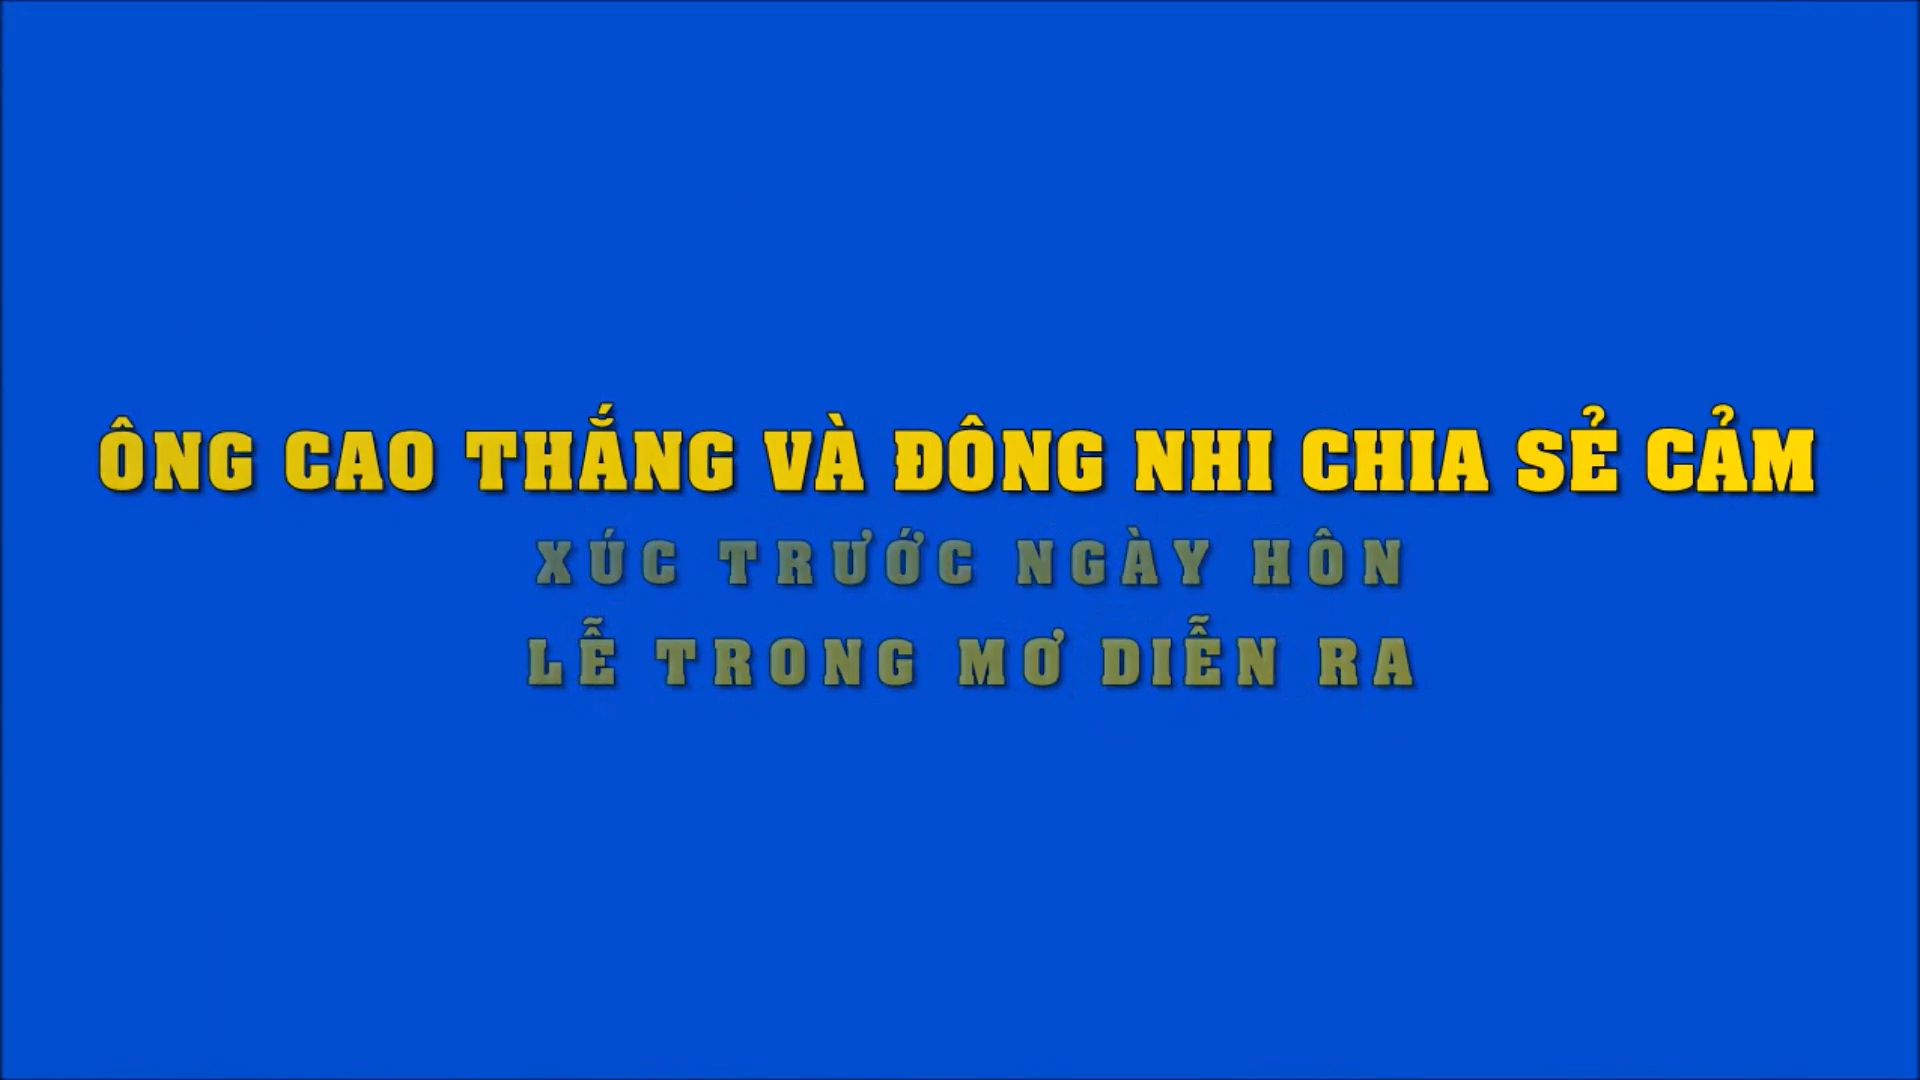 ÔNG CAO THẮNG VÀ ĐÔNG NHI CHIA SẺ CẢM
XÚC TRƯỚC NGÀY HÔN
LỄ TRONG MƠ DIỄN RA